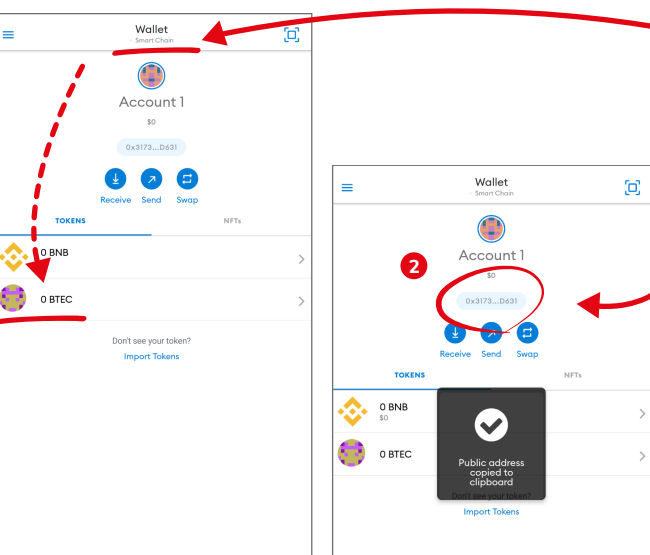 Wallet
Smart Chain
Account 1
$0
0x3173...D631
Receive Send Swap
TOKENS NFTs
0 BNB
0 BTEC
Don't see your token?
Import Tokens
Wallet
Smart Chain
2
Account 1
$0
0x3173...D631
Receive Send Swap
TOKENS NFTs
0 BNB
$0
0 BTEC
Public address
copied to
clipboard
Don't see your token?
Import Tokens